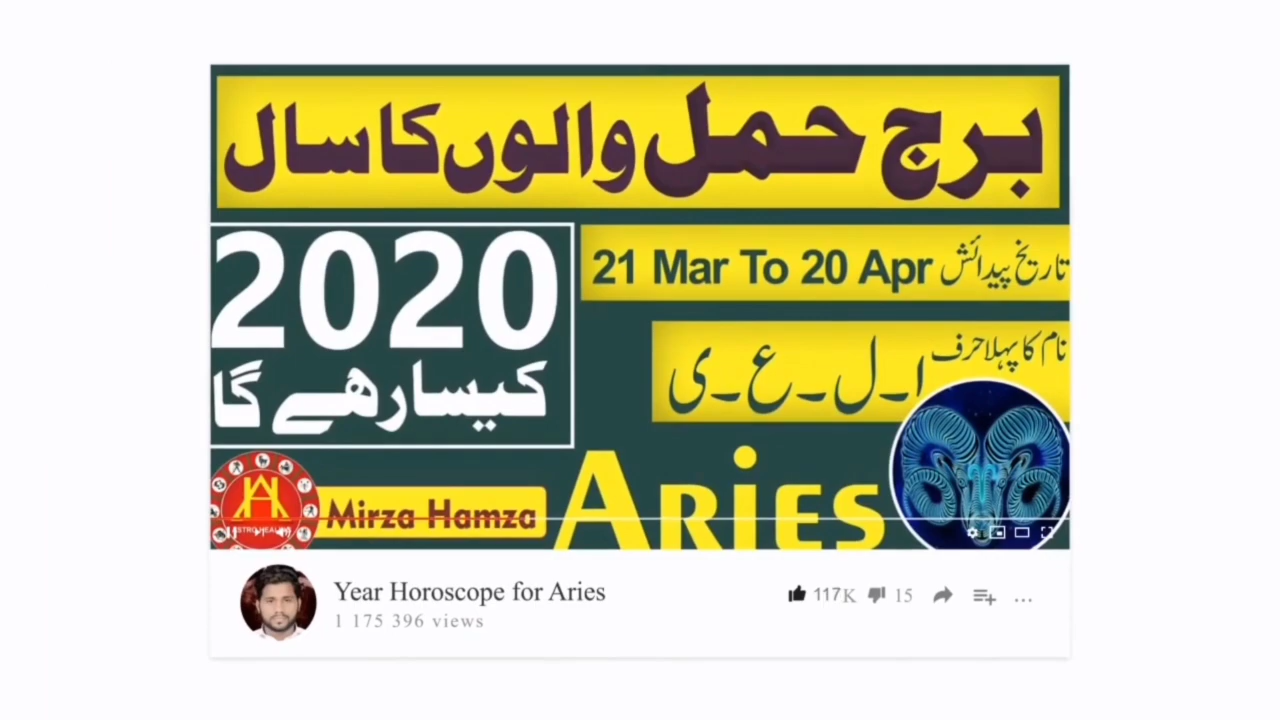 برج حمل والوں کا سال
2020
کیسا رھے گا
21 Mar To 20 Apr تاریخ پیدائش
نام کا پہلا حرف
ا۔ل۔ع۔ی
Mirza Hamza
ARiES
Year Horoscope for Aries
1 175 396 views
117K 15